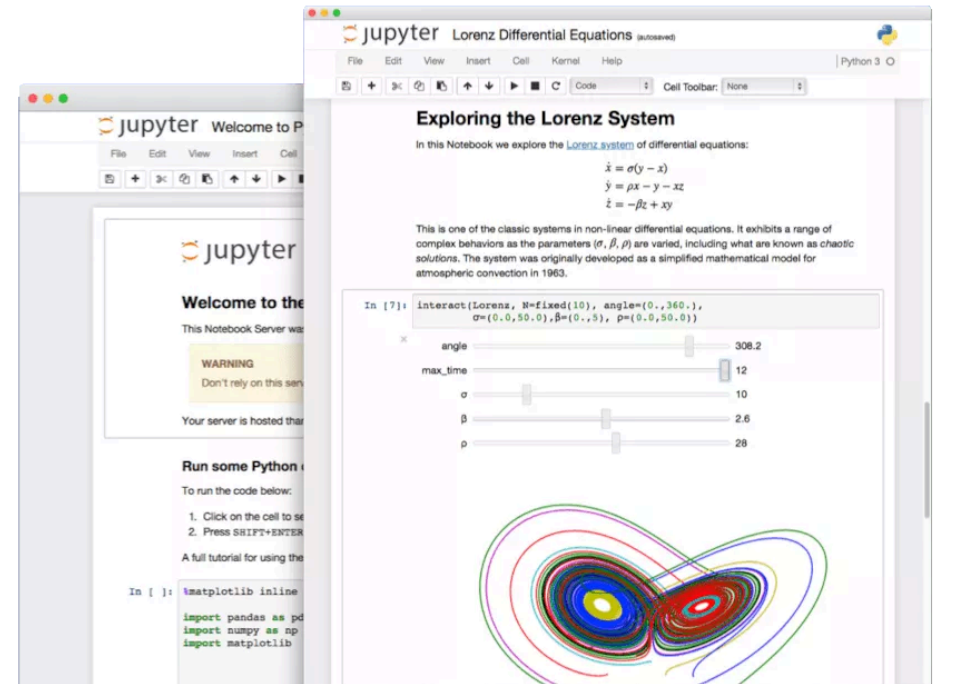 jupyter Lorenz Differential Equations (autosaved)
File Edit View Insert Cell Kernel Help Python 3
Code Cell Toolbar: None
Exploring the Lorenz System
In this Notebook we explore the Lorenz system of differential equations:
ẋ = σ(y − x)
ẏ = ρx − y − xz
ż = −βz + xy
This is one of the classic systems in non-linear differential equations. It exhibits a range of
complex behaviors as the parameters (σ, β, ρ) are varied, including what are known as chaotic
solutions. The system was originally developed as a simplified mathematical model for
atmospheric convection in 1963.
In [7]: interact(Lorenz, N=fixed(10), angle=(0.,360.),
σ=(0.0,50.0),β=(0.,5), ρ=(0.0,50.0))
angle 308.2
max_time 12
σ 10
β 2.6
ρ 28
jupyter Welcome to P
File Edit View Insert Cell
jupyter
Welcome to the
This Notebook Server was
WARNING
Don't rely on this serv
Your server is hosted than
Run some Python
To run the code below:
1. Click on the cell to se
2. Press SHIFT+ENTER
A full tutorial for using the
In [ ]: %matplotlib inline
import pandas as pd
import numpy as np
import matplotlib